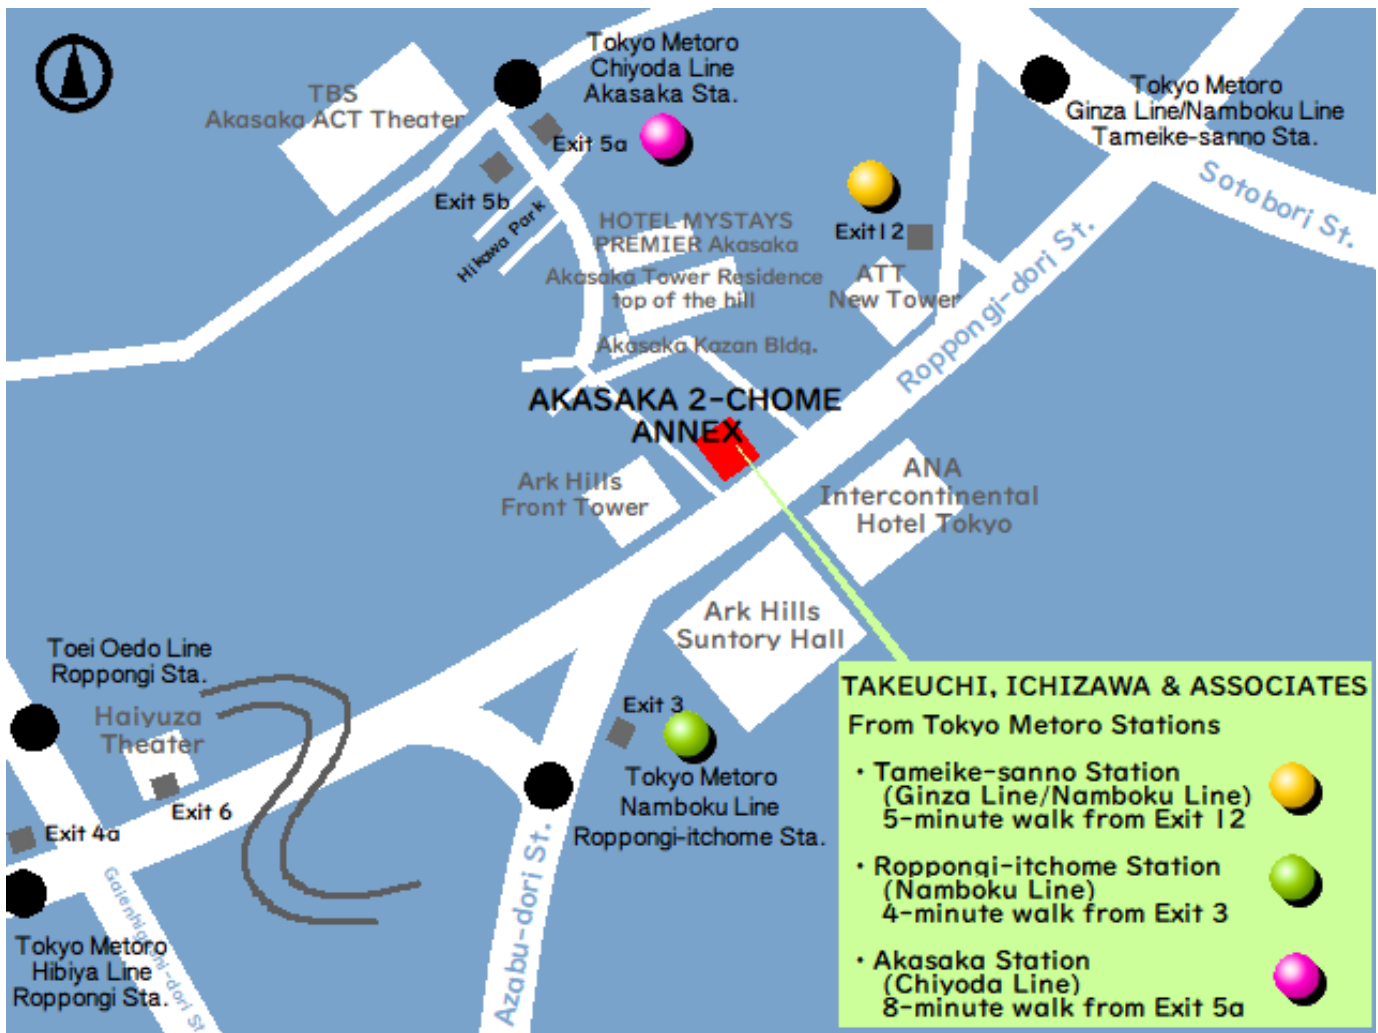 Tokyo Metoro
Chiyoda Line
Akasaka Sta.
TBS
Akasaka ACT Theater
Exit 5a
Exit 5b
Hikawa Park
Tokyo Metoro
Ginza Line/Namboku Line
Tameike-sanno Sta.
Sotobori St.
Exit12
HOTEL MYSTAYS
PREMIER Akasaka
Akasaka Tower Residence
top of the hill
ATT
New Tower
Roppongi-dori St.
Akasaka Kazan Bldg.
AKASAKA 2-CHOME
ANNEX
Ark Hills
Front Tower
ANA
Intercontinental
Hotel Tokyo
Ark Hills
Suntory Hall
Toei Oedo Line
Roppongi Sta.
Haiyuza
Theater
Exit 6
Exit 4a
Exit 3
Tokyo Metoro
Namboku Line
Roppongi-itchome Sta.
Azabu-dori St.
Gaienhigashi-dori St
Tokyo Metoro
Hibiya Line
Roppongi Sta.
TAKEUCHI, ICHIZAWA & ASSOCIATES
From Tokyo Metoro Stations
・Tameike-sanno Station
(Ginza Line/Namboku Line)
5-minute walk from Exit 12
・Roppongi-itchome Station
(Namboku Line)
4-minute walk from Exit 3
・Akasaka Station
(Chiyoda Line)
8-minute walk from Exit 5a